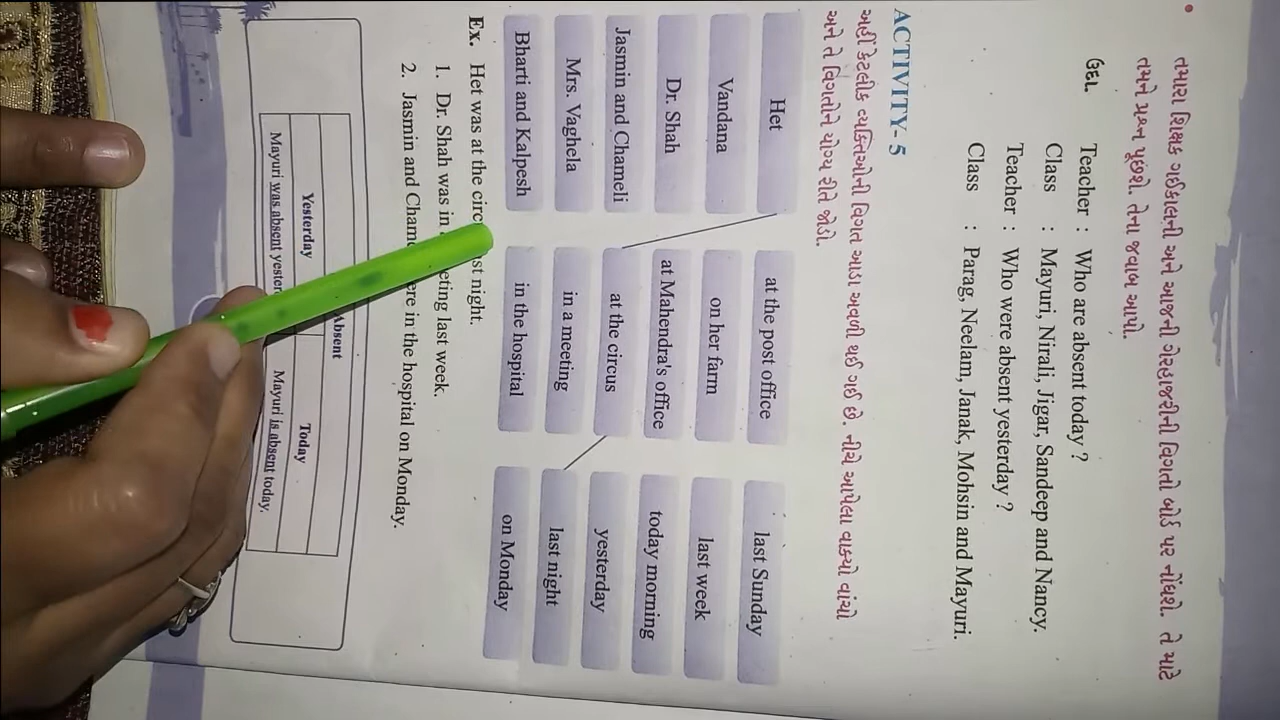 તમારા શિક્ષક ગઈકાલની અને આજની ગેરહાજરીની વિગતો બોર્ડ પર નોંધશે. તે માટે
તમને પ્રશ્ન પૂછશે. તેના જવાબ આપો.
ઉદા. Teacher : Who are absent today ?
Class : Mayuri, Nirali, Jigar, Sandeep and Nancy.
Teacher : Who were absent yesterday ?
Class : Parag, Neelam, Janak, Mohsin and Mayuri.
ACTIVITY- 5
અહીં કેટલીક વ્યક્તિઓની વિગત આડા અવળી થઈ ગઈ છે. નીચે આપેલા વાક્યો વાંચો
અને તે વિગતોને યોગ્ય રીતે જોડો.
Het at the post office last Sunday
Vandana on her farm last week
Dr. Shah at Mahendra's office today morning
Jasmin and Chameli at the circus yesterday
Mrs. Vaghela in a meeting last night
Bharti and Kalpesh in the hospital on Monday
Ex. Het was at the night.
1. Dr. Shah was in last week.
2. Jasmin and in the hospital on Monday.
Absent
Yesterday Today
Mayuri was absent Mayuri is absent today.